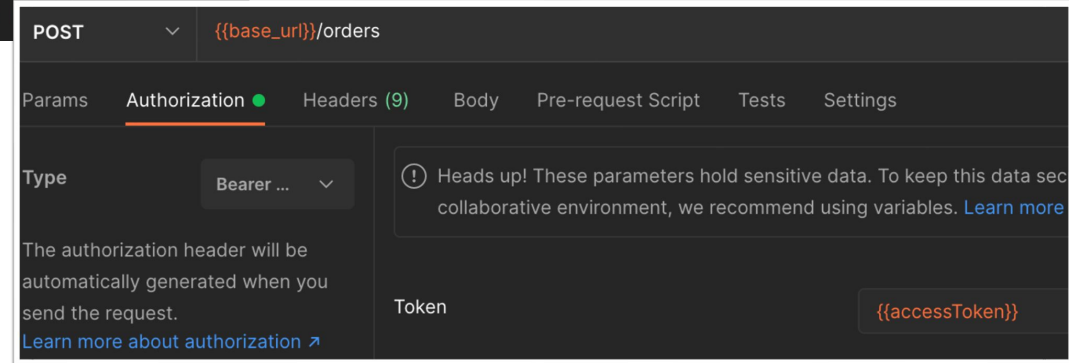 POST {{base_url}}/orders
Params Authorization Headers (9) Body Pre-request Script Tests Settings
Type Bearer ...
The authorization header will be
automatically generated when you
send the request.
Learn more about authorization ↗
Heads up! These parameters hold sensitive data. To keep this data sec
collaborative environment, we recommend using variables. Learn more
Token {{accessToken}}